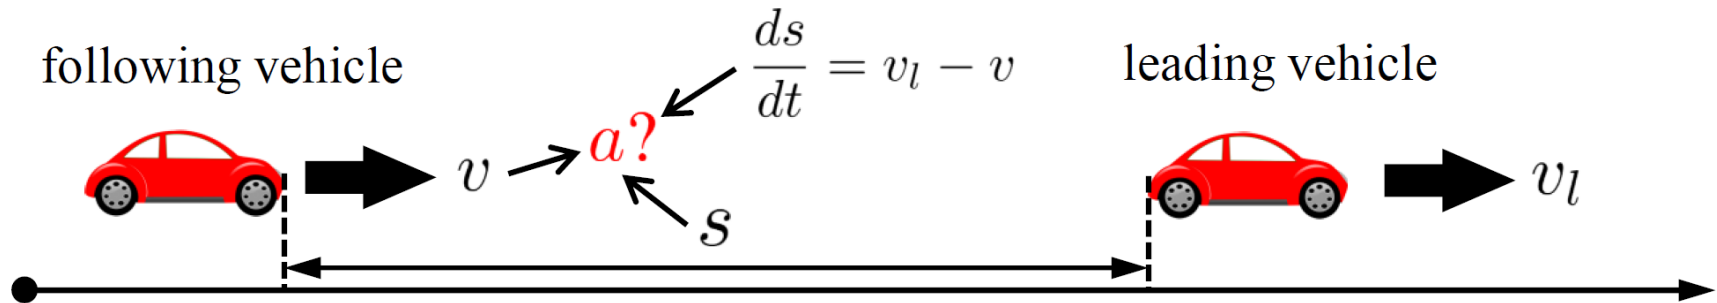 following vehicle
ds/dt = v_l − v
leading vehicle
a?
v
v_l
s